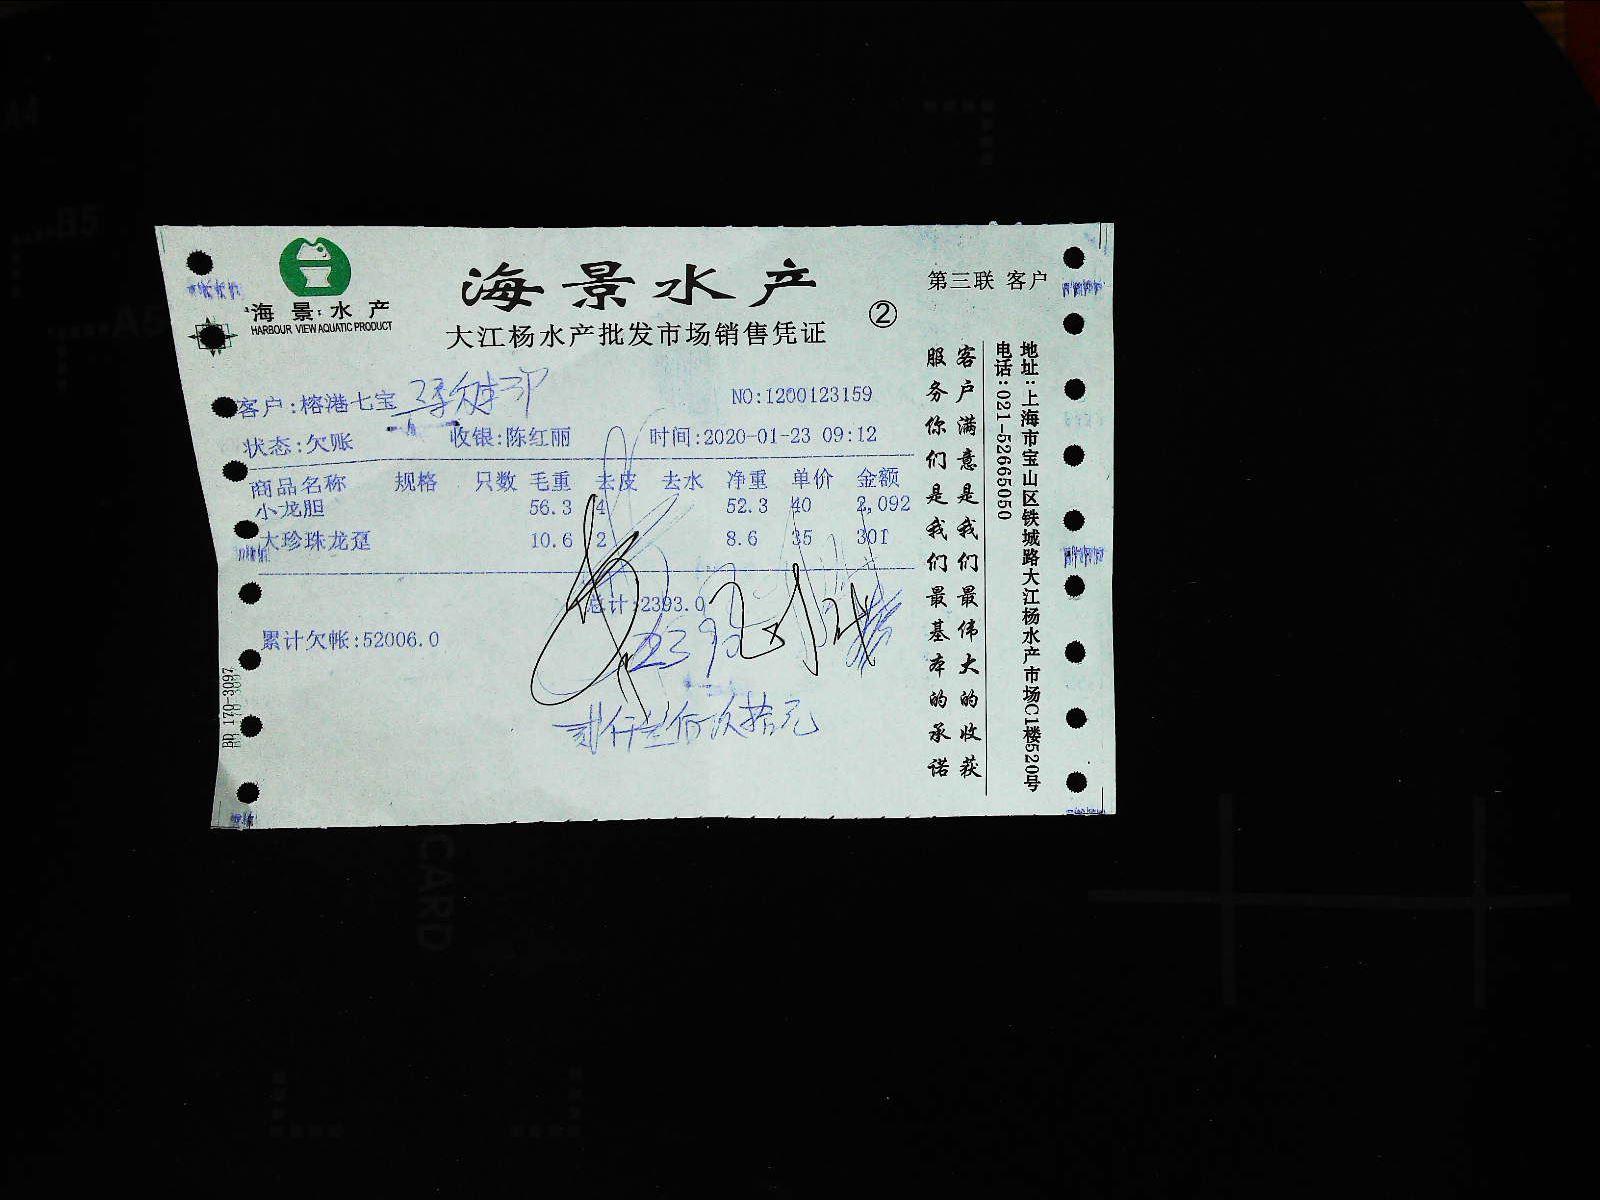 海景水产
HARBOUR VIEW AQUATIC PRODUCT
海景水产
大江杨水产批发市场销售凭证
②
第三联 客户
客户:榕港七宝
NO:1200123159
状态:欠账 收银:陈红丽 时间:2020-01-23 09:12
商品名称 规格 只数 毛重 去皮 去水 净重 单价 金额
小龙胆 56.3 4 52.3 40 2,092
大珍珠龙趸 10.6 2 8.6 35 301
总计:2393.0
累计欠帐:52006.0
客户满意是我们最伟大的收获
服务你们是我们最基本的承诺
地址:上海市宝山区铁城路大江杨水产市场C1楼520号
电话:021-52665050
BD 170-3097
A4
B5
A5
CARD